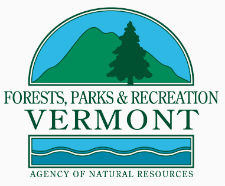 FORESTS, PARKS & RECREATION
VERMONT
AGENCY OF NATURAL RESOURCES